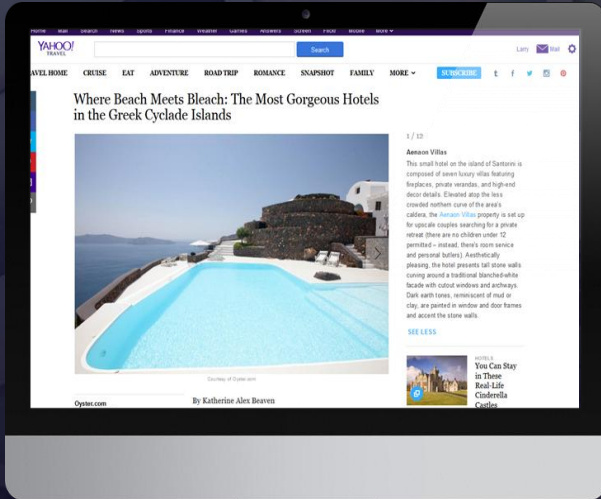 Home Mail Search News Sports Finance Weather Games Answers Screen Flickr Mobile More
YAHOO!
TRAVEL
Search
Larry
Mail
AVEL HOME CRUISE EAT ADVENTURE ROAD TRIP ROMANCE SNAPSHOT FAMILY MORE
SUBSCRIBE
Where Beach Meets Bleach: The Most Gorgeous Hotels
in the Greek Cyclade Islands
1 / 12
Aenaon Villas
This small hotel on the island of Santorini is
composed of seven luxury villas featuring
fireplaces, private verandas, and high-end
decor details. Elevated atop the less
crowded northern curve of the area's
caldera, the Aenaon Villas property is set up
for upscale couples searching for a private
retreat (there are no children under 12
permitted – instead, there's room service
and personal butlers). Aesthetically
pleasing, the hotel presents tall stone walls
curving around a traditional blanched-white
facade with cutout windows and archways.
Dark earth tones, reminiscent of mud or
clay, are painted in window and door frames
and accent the stone walls.
SEE LESS
Courtesy of Oyster.com
Oyster.com
By Katherine Alex Beaven
HOTELS
You Can Stay
in These
Real-Life
Cinderella
Castles